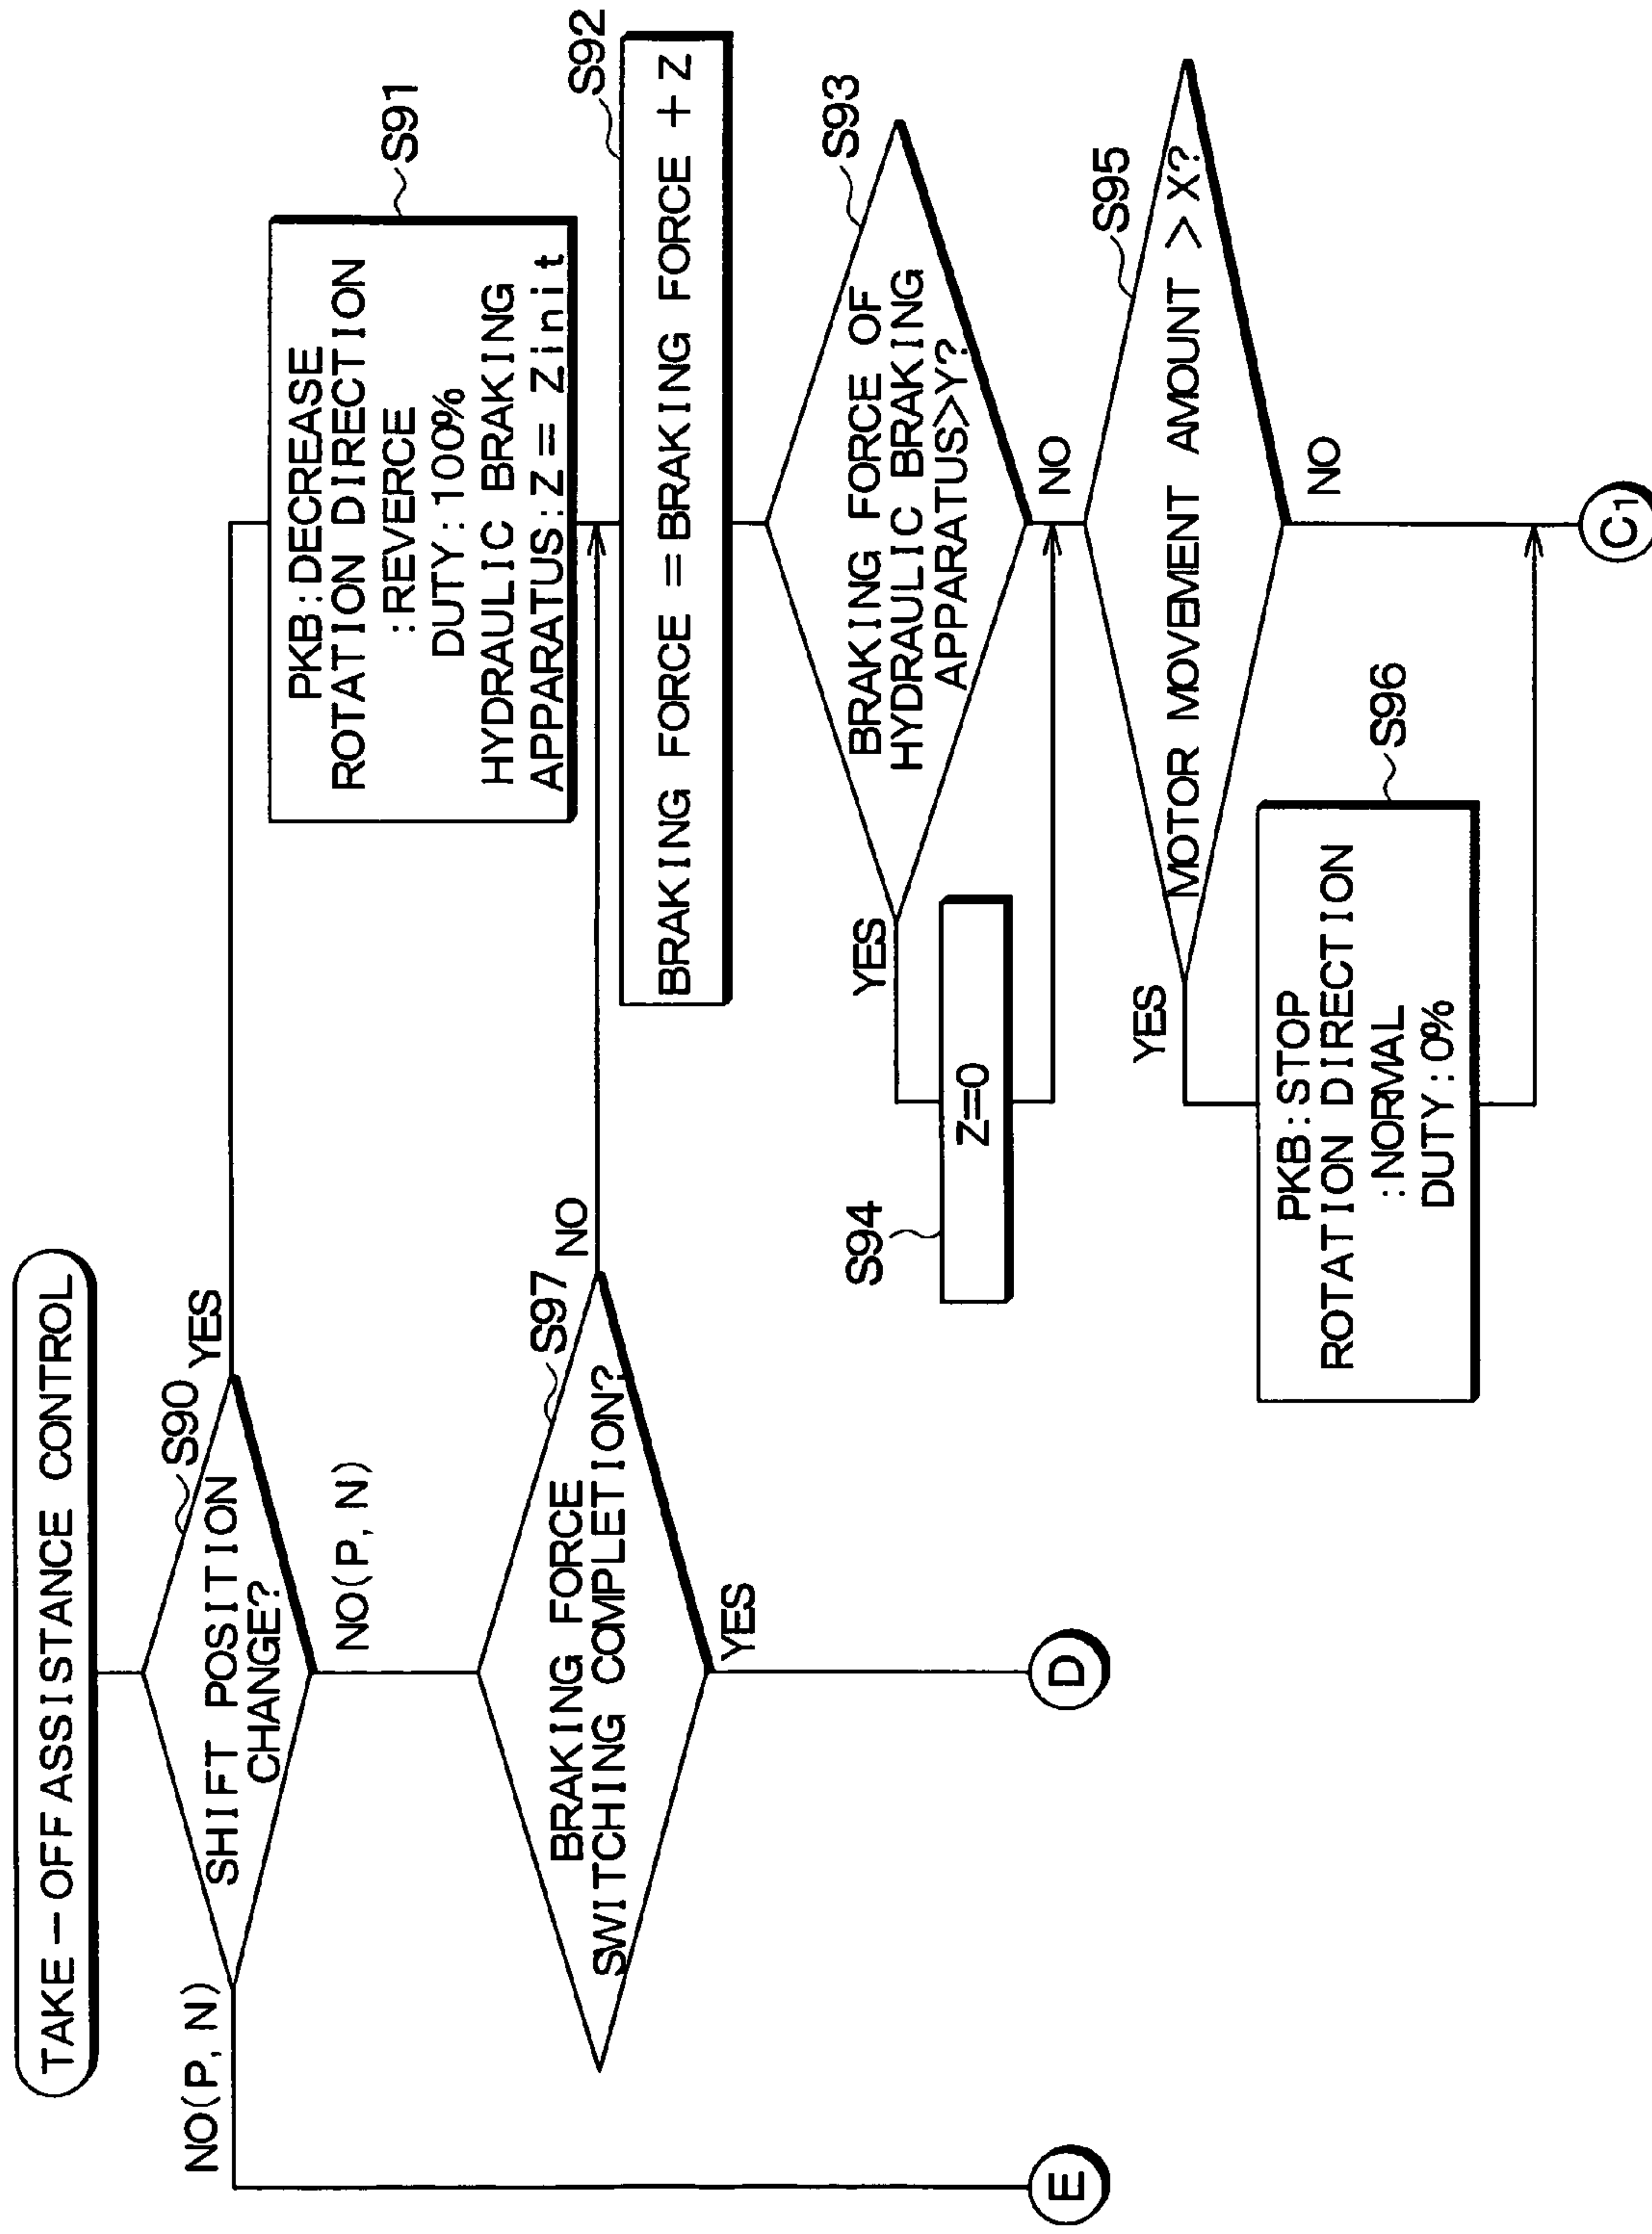 TAKE-OFF ASSISTANCE CONTROL
S90
SHIFT POSITION
CHANGE?
YES
NO(P, N)
NO(P, N)
S91
PKB:DECREASE
ROTATION DIRECTION
:REVERCE
DUTY:100%
HYDRAULIC BRAKING
APPARATUS:Z=Zinit
S97
BRAKING FORCE
SWITCHING COMPLETION?
NO
YES
S92
BRAKING FORCE=BRAKING FORCE+Z
S93
BRAKING FORCE OF
HYDRAULIC BRAKING
APPARATUS>Y?
YES
NO
S94
Z=0
S95
MOTOR MOVEMENT AMOUNT >X?
YES
NO
S96
PKB:STOP
ROTATION DIRECTION
:NORMAL
DUTY:0%
E
D
C1